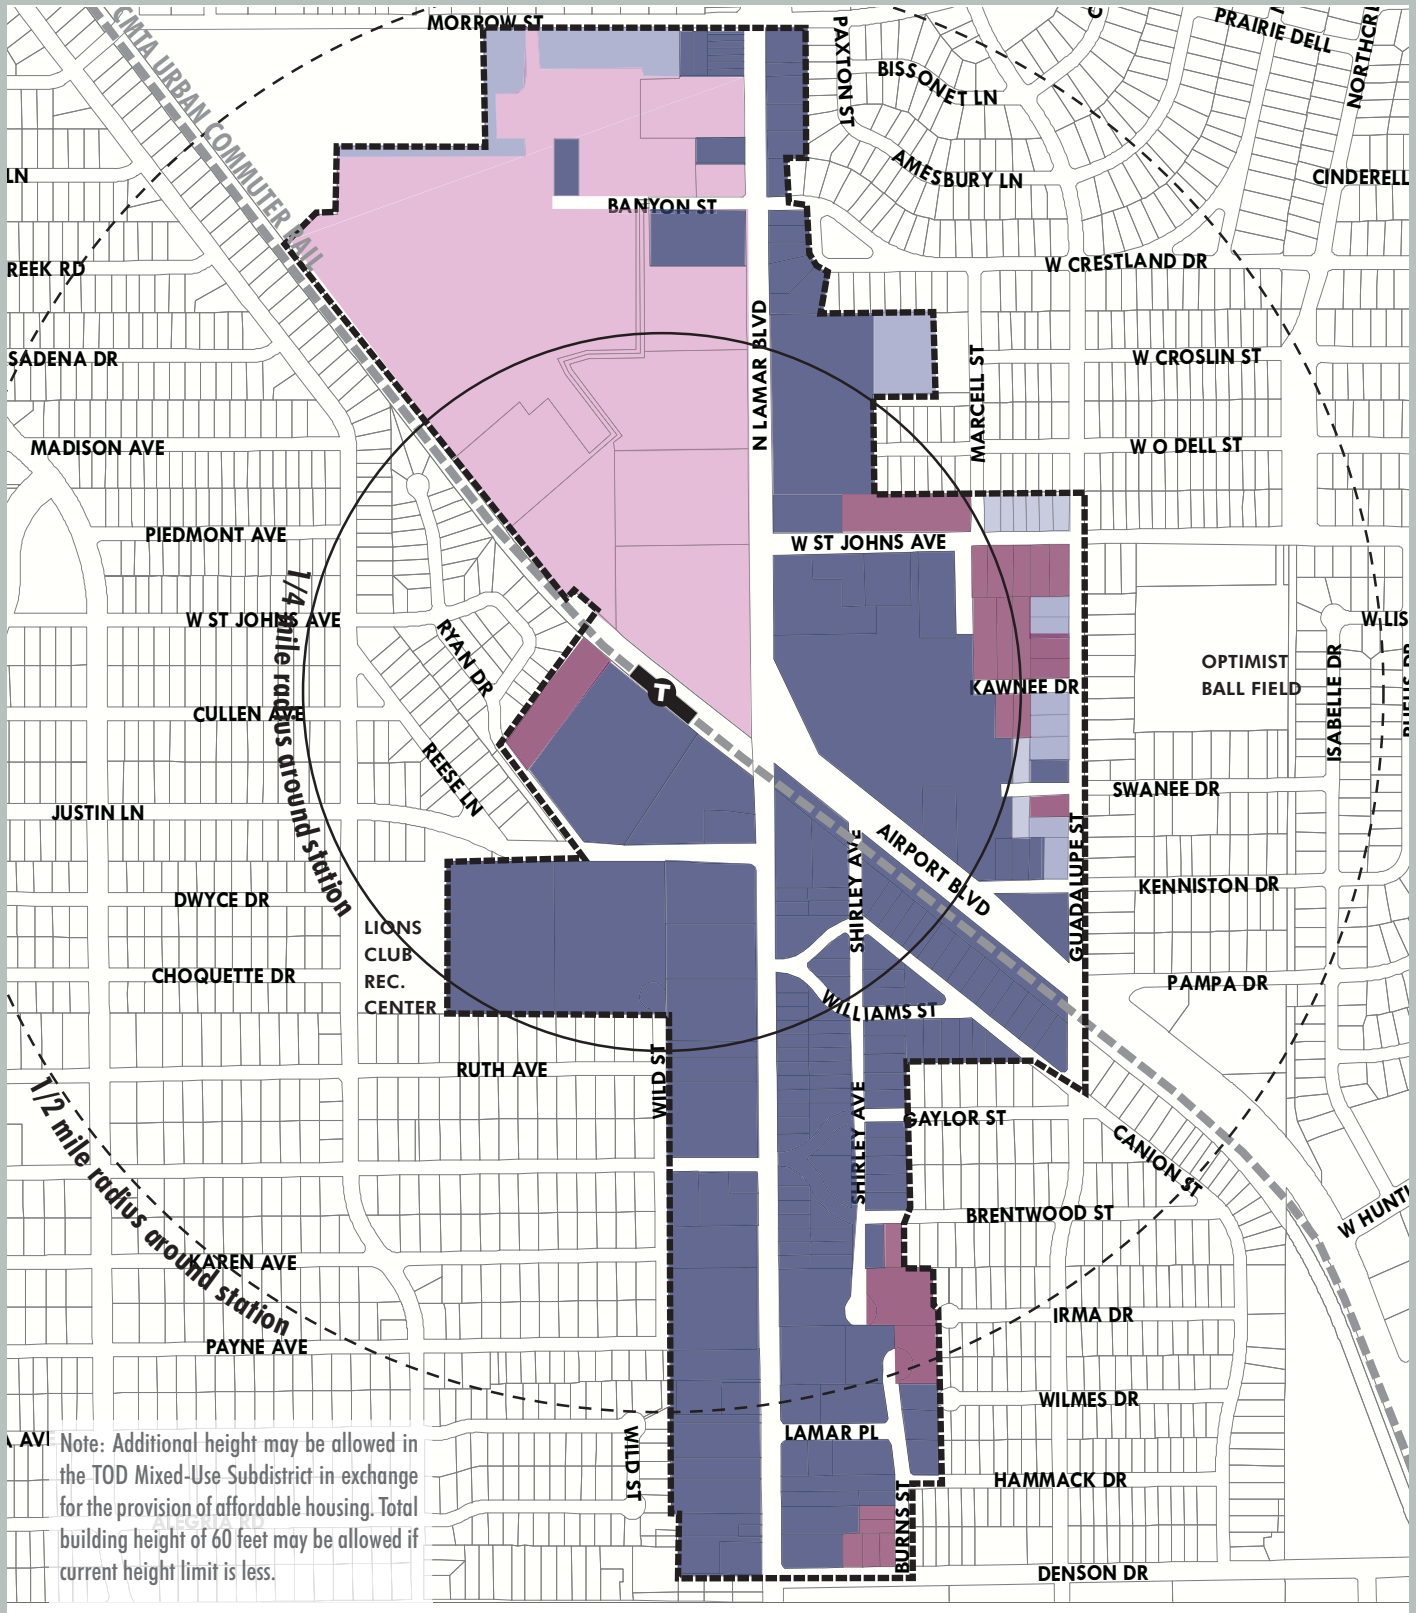 MORROW ST
PAXTON ST
PRAIRIE DELL
NORTHCRE
C
CMTA URBAN COMMUTER RAIL
BISSONET LN
AMESBURY LN
LN
CINDERELL
BANYON ST
REEK RD
W CRESTLAND DR
N LAMAR BLVD
SADENA DR
MARCELL ST
W CROSLIN ST
MADISON AVE
W O DELL ST
PIEDMONT AVE
W ST JOHNS AVE
1/4 mile radius around station
W ST JOHNS AVE
RYAN DR
W LIS
OPTIMIST
BALL FIELD
ISABELLE DR
RUFUS DR
T
KAWNEE DR
CULLEN AVE
REESE LN
SWANEE DR
JUSTIN LN
AIRPORT BLVD
SHIRLEY AVE
GUADALUPE ST
KENNISTON DR
DWYCE DR
LIONS
CLUB
REC.
CENTER
CHOQUETTE DR
PAMPA DR
WILLIAMS ST
RUTH AVE
WILD ST
SHIRLEY AVE
GAYLOR ST
CANION ST
1/2 mile radius around station
BRENTWOOD ST
W HUNTL
KAREN AVE
IRMA DR
PAYNE AVE
WILMES DR
LAMAR PL
A AVE
WILD ST
HAMMACK DR
BURNS ST
DENSON DR
ALEGRIA RD
Note: Additional height may be allowed in
the TOD Mixed-Use Subdistrict in exchange
for the provision of affordable housing. Total
building height of 60 feet may be allowed if
current height limit is less.